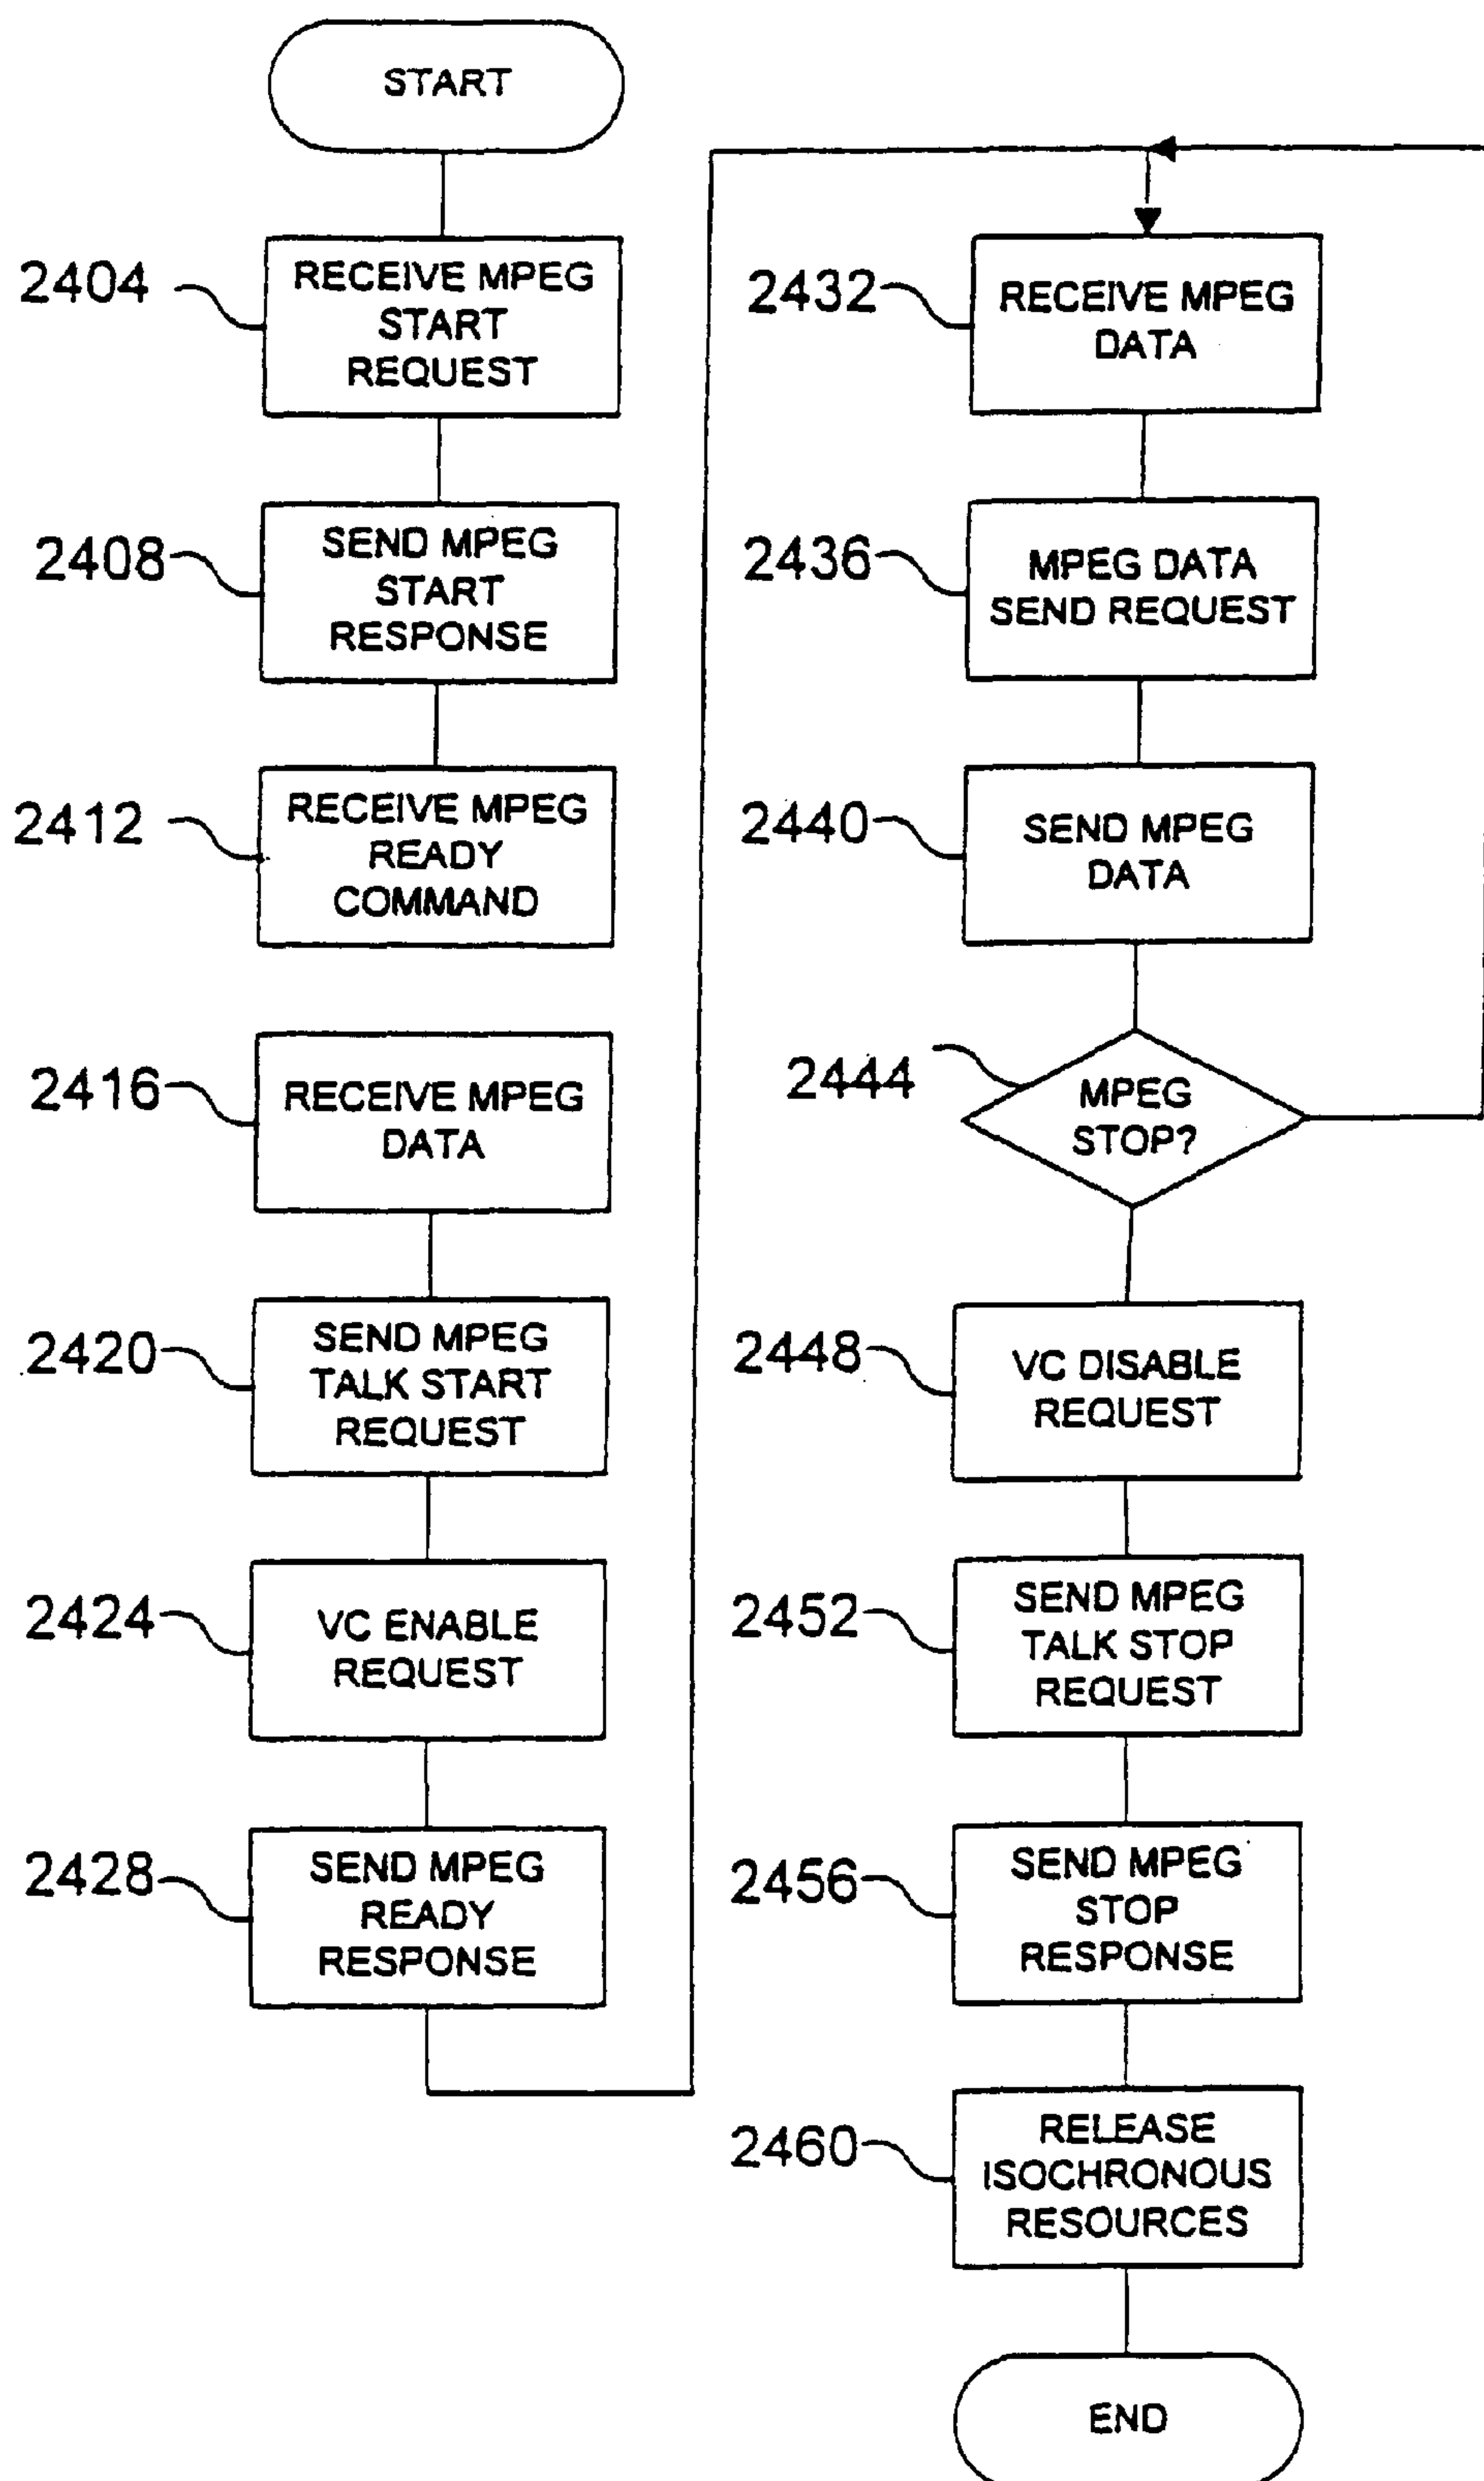 START
2404
RECEIVE MPEG
START
REQUEST
2408
SEND MPEG
START
RESPONSE
2412
RECEIVE MPEG
READY
COMMAND
2416
RECEIVE MPEG
DATA
2420
SEND MPEG
TALK START
REQUEST
2424
VC ENABLE
REQUEST
2428
SEND MPEG
READY
RESPONSE
2432
RECEIVE MPEG
DATA
2436
MPEG DATA
SEND REQUEST
2440
SEND MPEG
DATA
2444
MPEG
STOP?
2448
VC DISABLE
REQUEST
2452
SEND MPEG
TALK STOP
REQUEST
2456
SEND MPEG
STOP
RESPONSE
2460
RELEASE
ISOCHRONOUS
RESOURCES
END